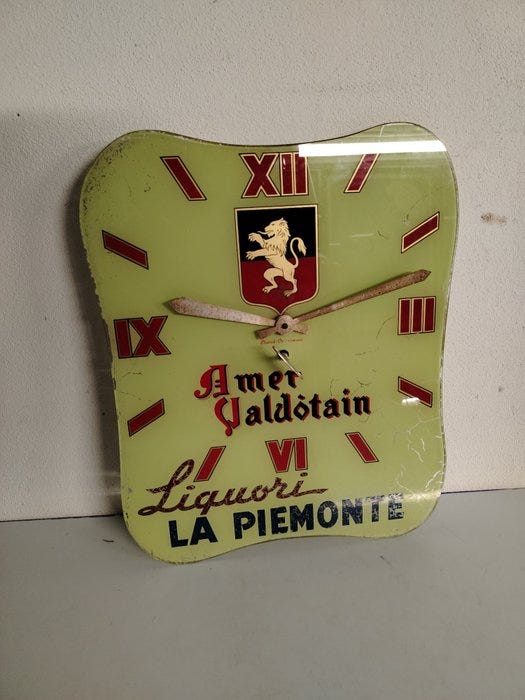 XII
IX
III
Amer
Valdôtain
VI
Liquori
LA PIEMONTE